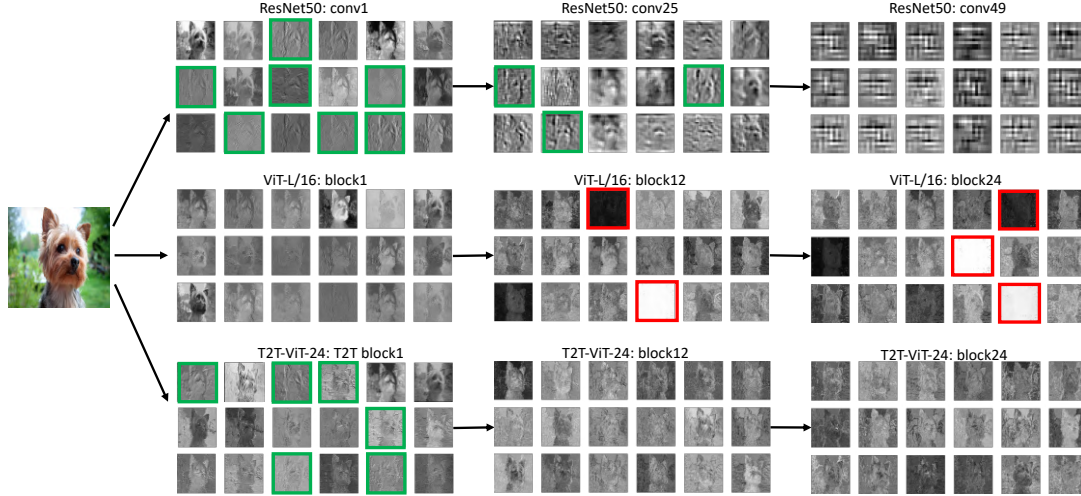 ResNet50: conv1
ResNet50: conv25
ResNet50: conv49
ViT-L/16: block1
ViT-L/16: block12
ViT-L/16: block24
T2T-ViT-24: T2T block1
T2T-ViT-24: block12
T2T-ViT-24: block24